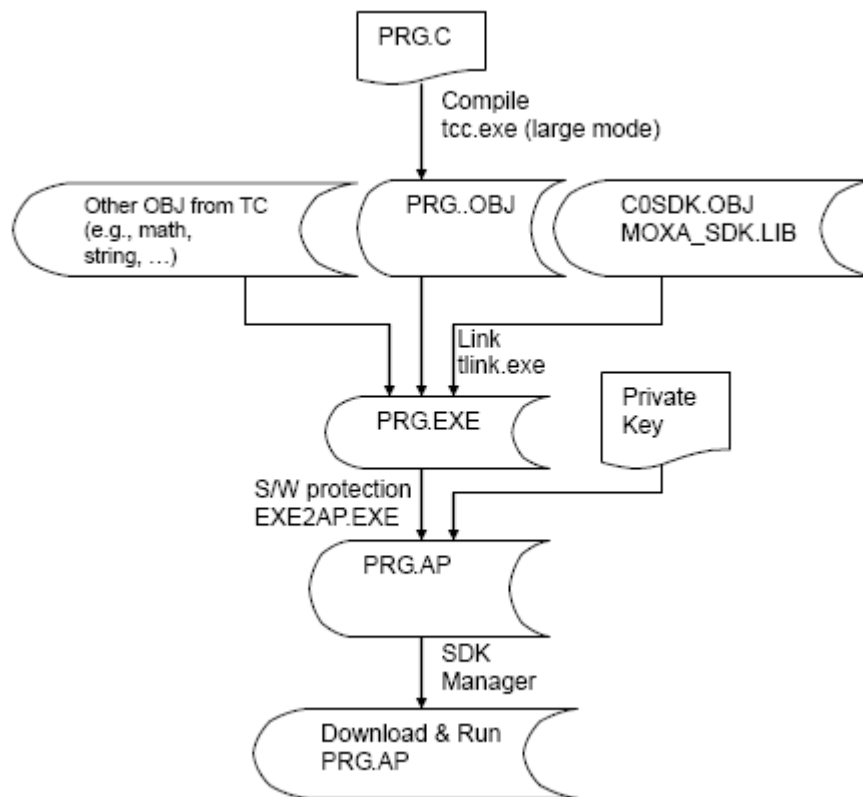 PRG.C
Compile
tcc.exe (large mode)
Other OBJ from TC
(e.g., math,
string, ...)
PRG..OBJ
C0SDK.OBJ
MOXA_SDK.LIB
Link
tlink.exe
PRG.EXE
Private
Key
S/W protection
EXE2AP.EXE
PRG.AP
SDK
Manager
Download & Run
PRG.AP